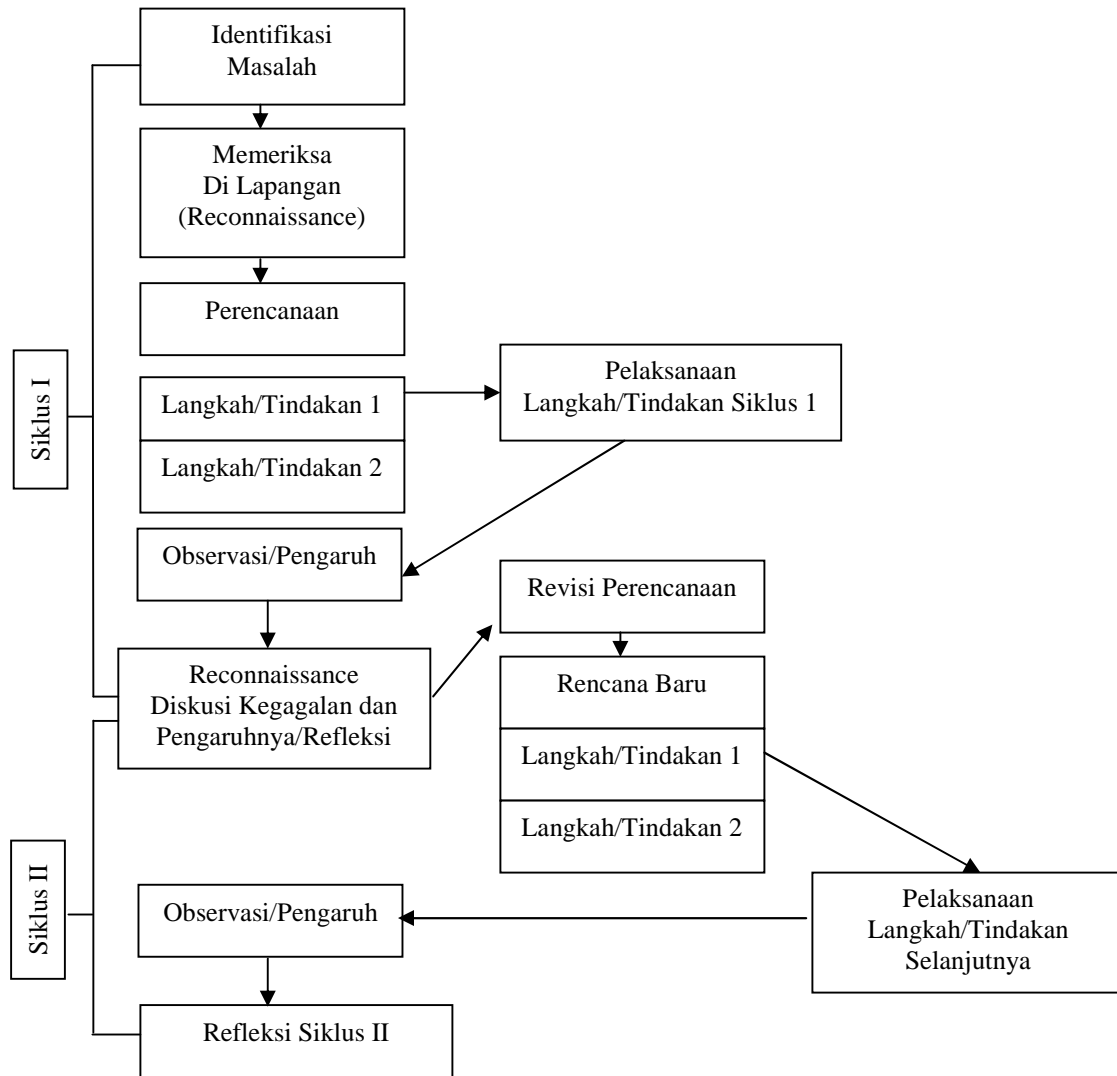 Identifikasi
Masalah
Memeriksa
Di Lapangan
(Reconnaissance)
Perencanaan
Siklus I
Langkah/Tindakan 1
Langkah/Tindakan 2
Pelaksanaan
Langkah/Tindakan Siklus 1
Observasi/Pengaruh
Reconnaissance
Diskusi Kegagalan dan
Pengaruhnya/Refleksi
Revisi Perencanaan
Rencana Baru
Langkah/Tindakan 1
Langkah/Tindakan 2
Siklus II
Pelaksanaan
Langkah/Tindakan
Selanjutnya
Observasi/Pengaruh
Refleksi Siklus II